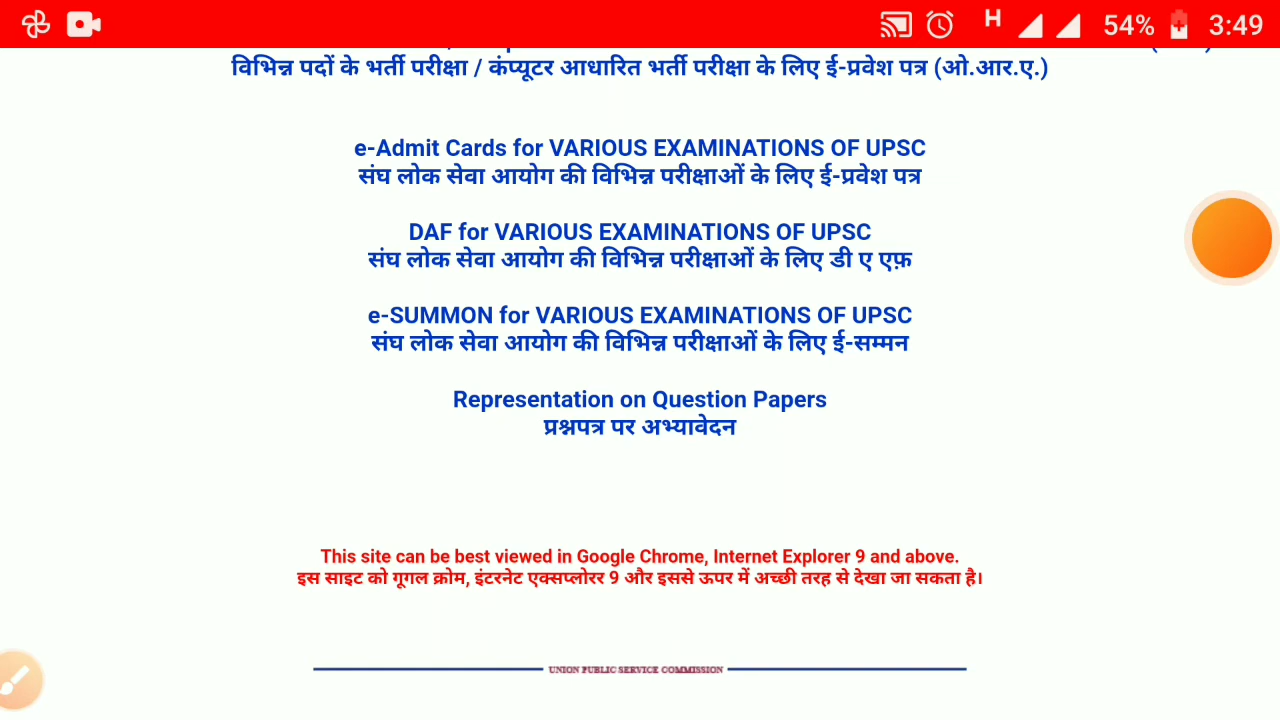 H 54% 3:49
विभिन्न पदों के भर्ती परीक्षा / कंप्यूटर आधारित भर्ती परीक्षा के लिए ई-प्रवेश पत्र (ओ.आर.ए.)
e-Admit Cards for VARIOUS EXAMINATIONS OF UPSC
संघ लोक सेवा आयोग की विभिन्न परीक्षाओं के लिए ई-प्रवेश पत्र
DAF for VARIOUS EXAMINATIONS OF UPSC
संघ लोक सेवा आयोग की विभिन्न परीक्षाओं के लिए डी ए एफ़
e-SUMMON for VARIOUS EXAMINATIONS OF UPSC
संघ लोक सेवा आयोग की विभिन्न परीक्षाओं के लिए ई-सम्मन
Representation on Question Papers
प्रश्नपत्र पर अभ्यावेदन
This site can be best viewed in Google Chrome, Internet Explorer 9 and above.
इस साइट को गूगल क्रोम, इंटरनेट एक्सप्लोरर 9 और इससे ऊपर में अच्छी तरह से देखा जा सकता है।
UNION PUBLIC SERVICE COMMISSION